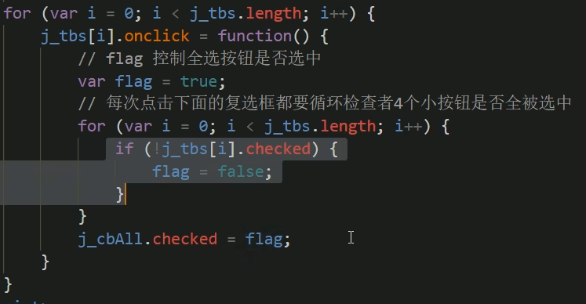 for (var i = 0; i < j_tbs.length; i++) {
j_tbs[i].onclick = function() {
// flag 控制全选按钮是否选中
var flag = true;
// 每次点击下面的复选框都要循环检查者4个小按钮是否全被选中
for (var i = 0; i < j_tbs.length; i++) {
if (!j_tbs[i].checked) {
flag = false;
}
}
j_cbAll.checked = flag;
}
}